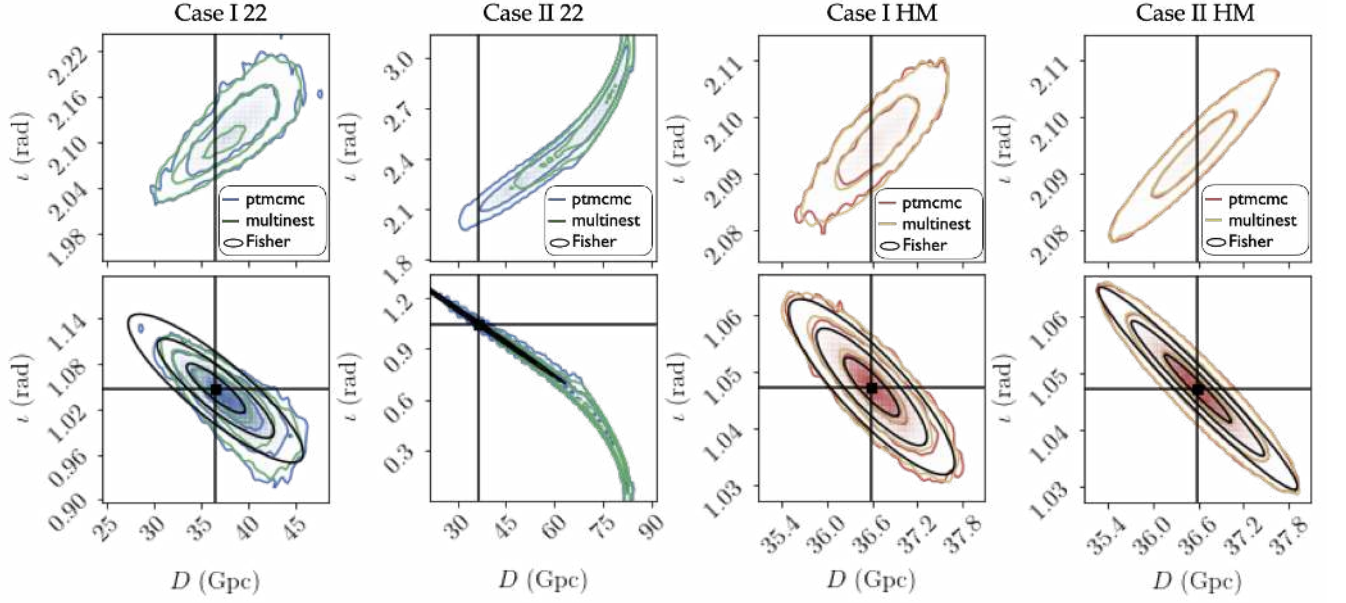 Case I 22
Case II 22
Case I HM
Case II HM
ι (rad)
2.22
2.16
2.10
2.04
1.98
ptmcmc
multinest
Fisher
ι (rad)
3.0
2.7
2.4
2.1
1.8
ptmcmc
multinest
Fisher
ι (rad)
2.11
2.10
2.09
2.08
ptmcmc
multinest
Fisher
ι (rad)
2.11
2.10
2.09
2.08
ptmcmc
multinest
Fisher
ι (rad)
1.14
1.08
1.02
0.96
0.90
25 30 35 40 45
D (Gpc)
ι (rad)
1.2
0.9
0.6
0.3
30 45 60 75 90
D (Gpc)
ι (rad)
1.06
1.05
1.04
1.03
35.4 36.0 36.6 37.2 37.8
D (Gpc)
ι (rad)
1.06
1.05
1.04
1.03
35.4 36.0 36.6 37.2 37.8
D (Gpc)